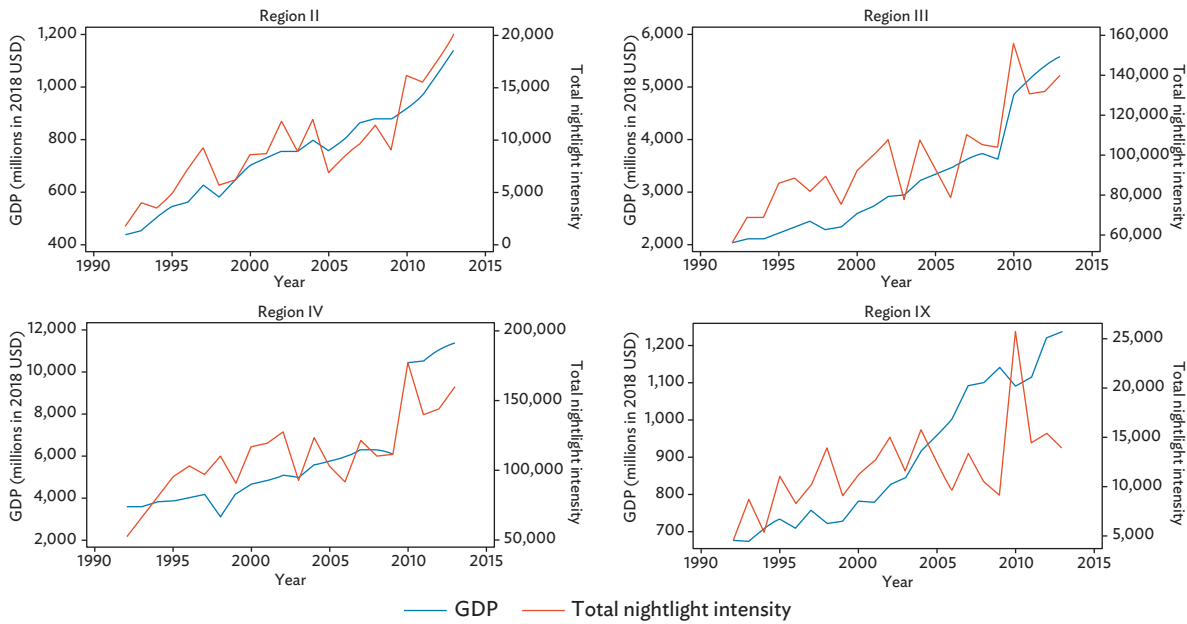 Region II
GDP (millions in 2018 USD)
1,200
1,000
800
600
400
20,000
15,000
10,000
5,000
0
Total nightlight intensity
1990 1995 2000 2005 2010 2015
Year
Region III
GDP (millions in 2018 USD)
6,000
5,000
4,000
3,000
2,000
160,000
140,000
120,000
100,000
80,000
60,000
Total nightlight intensity
1990 1995 2000 2005 2010 2015
Year
Region IV
GDP (millions in 2018 USD)
12,000
10,000
8,000
6,000
4,000
2,000
200,000
150,000
100,000
50,000
Total nightlight intensity
1990 1995 2000 2005 2010 2015
Year
Region IX
GDP (millions in 2018 USD)
1,200
1,100
1,000
900
800
700
25,000
20,000
15,000
10,000
5,000
Total nightlight intensity
1990 1995 2000 2005 2010 2015
Year
GDP Total nightlight intensity